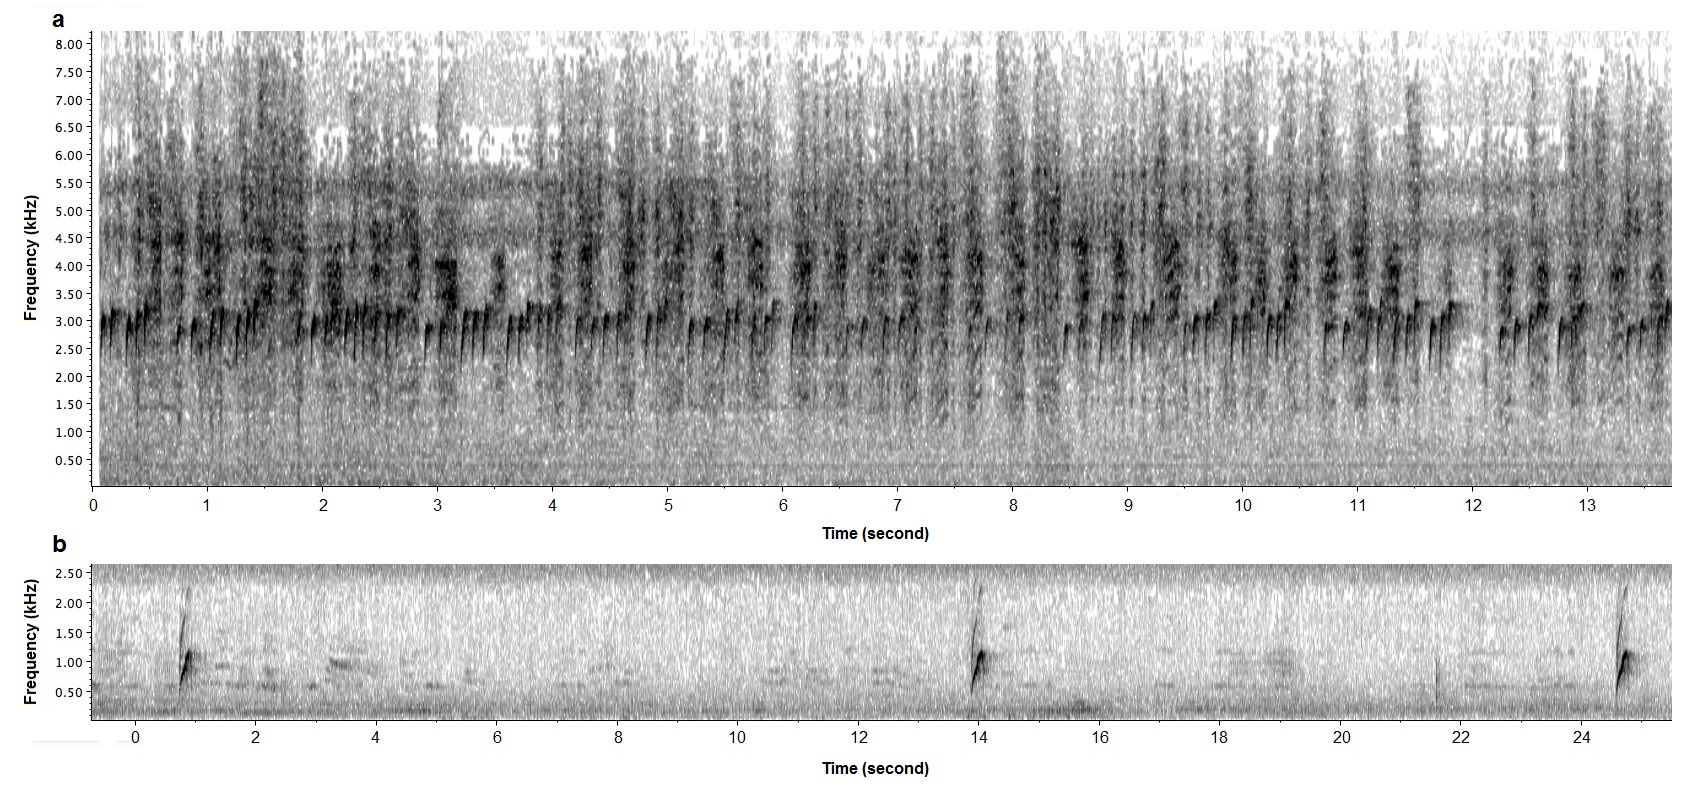 a
8.00
7.50
7.00
6.50
6.00
5.50
5.00
4.50
4.00
3.50
3.00
2.50
2.00
1.50
1.00
0.50
Frequency (kHz)
0 1 2 3 4 5 6 7 8 9 10 11 12 13
Time (second)
b
2.50
2.00
1.50
1.00
0.50
Frequency (kHz)
0 2 4 6 8 10 12 14 16 18 20 22 24
Time (second)